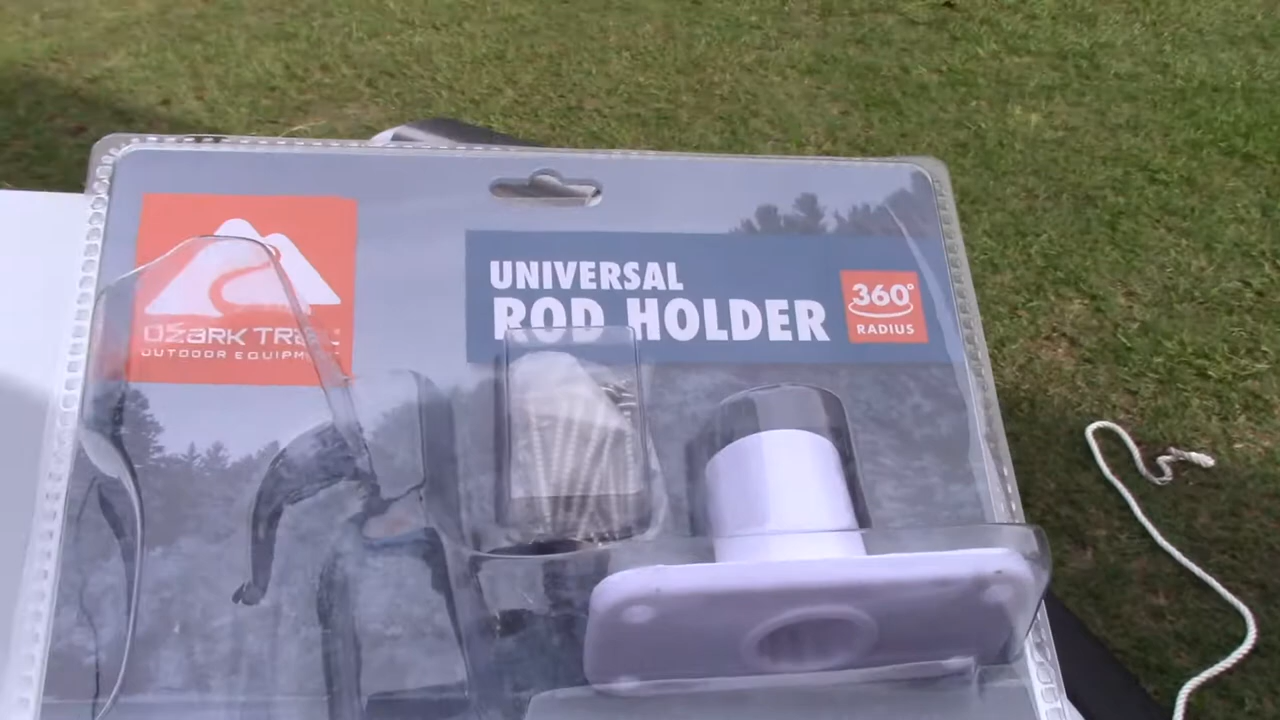 OZARK TRAIL
OUTDOOR EQUIPMENT
UNIVERSAL
ROD HOLDER
360°
RADIUS